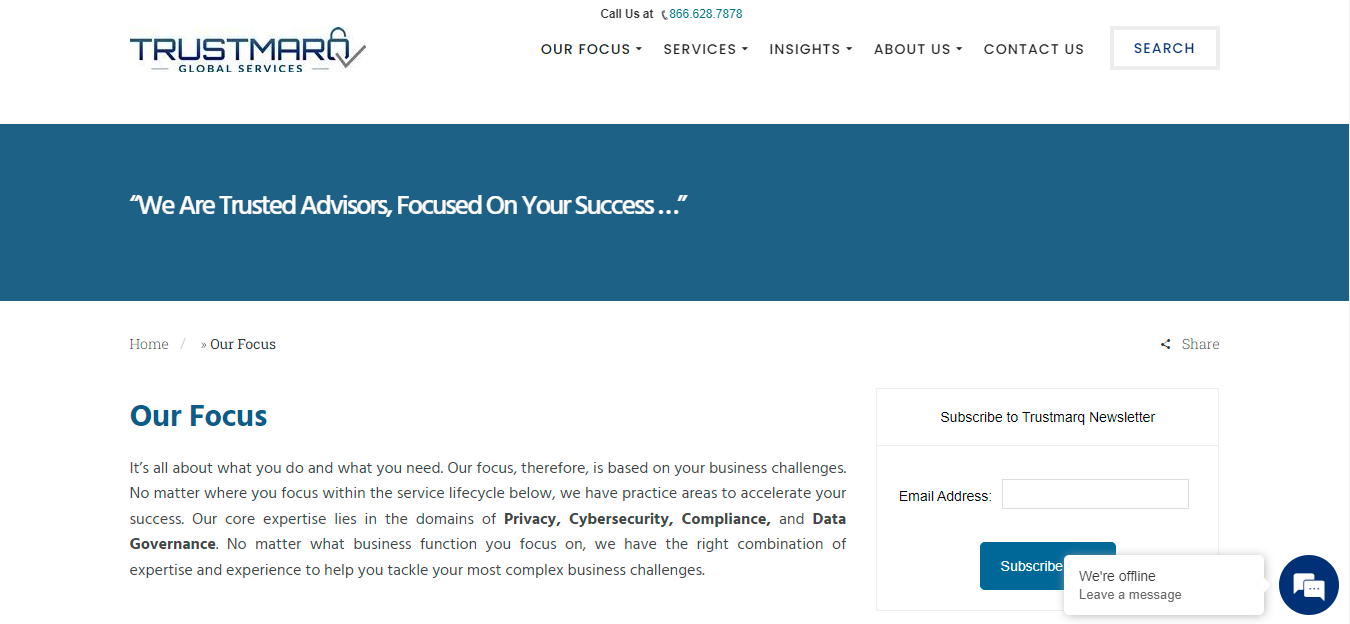 Call Us at 866.628.7878
TRUSTMARQ
GLOBAL SERVICES
OUR FOCUS
SERVICES
INSIGHTS
ABOUT US
CONTACT US
SEARCH
“We Are Trusted Advisors, Focused On Your Success …”
Home / » Our Focus
Share
Our Focus
It’s all about what you do and what you need. Our focus, therefore, is based on your business challenges.
No matter where you focus within the service lifecycle below, we have practice areas to accelerate your
success. Our core expertise lies in the domains of Privacy, Cybersecurity, Compliance, and Data
Governance. No matter what business function you focus on, we have the right combination of
expertise and experience to help you tackle your most complex business challenges.
Subscribe to Trustmarq Newsletter
Email Address:
Subscribe
We're offline
Leave a message